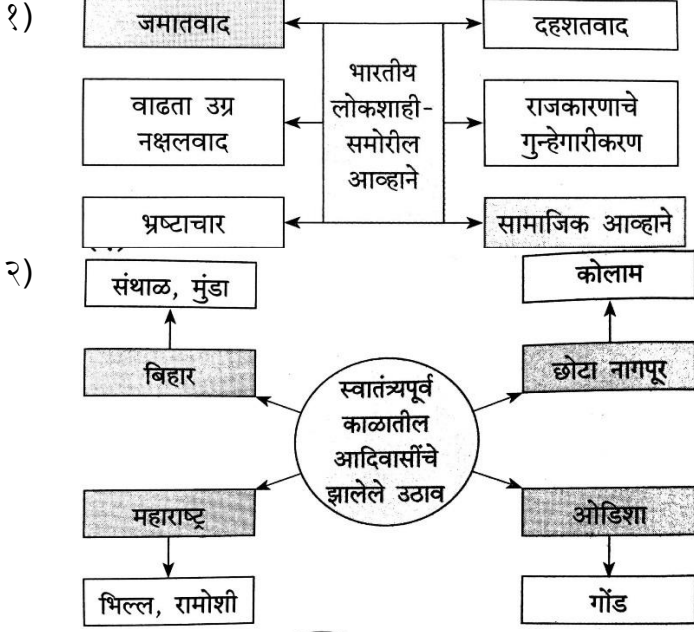 १)
जमातवाद
दहशतवाद
भारतीय
लोकशाही-
समोरील
आव्हाने
वाढता उग्र
नक्षलवाद
राजकारणाचे
गुन्हेगारीकरण
भ्रष्टाचार
सामाजिक आव्हाने
२)
संथाळ, मुंडा
कोलाम
बिहार
छोटा नागपूर
स्वातंत्र्यपूर्व
काळातील
आदिवासींचे
झालेले उठाव
महाराष्ट्र
ओडिशा
भिल्ल, रामोशी
गोंड